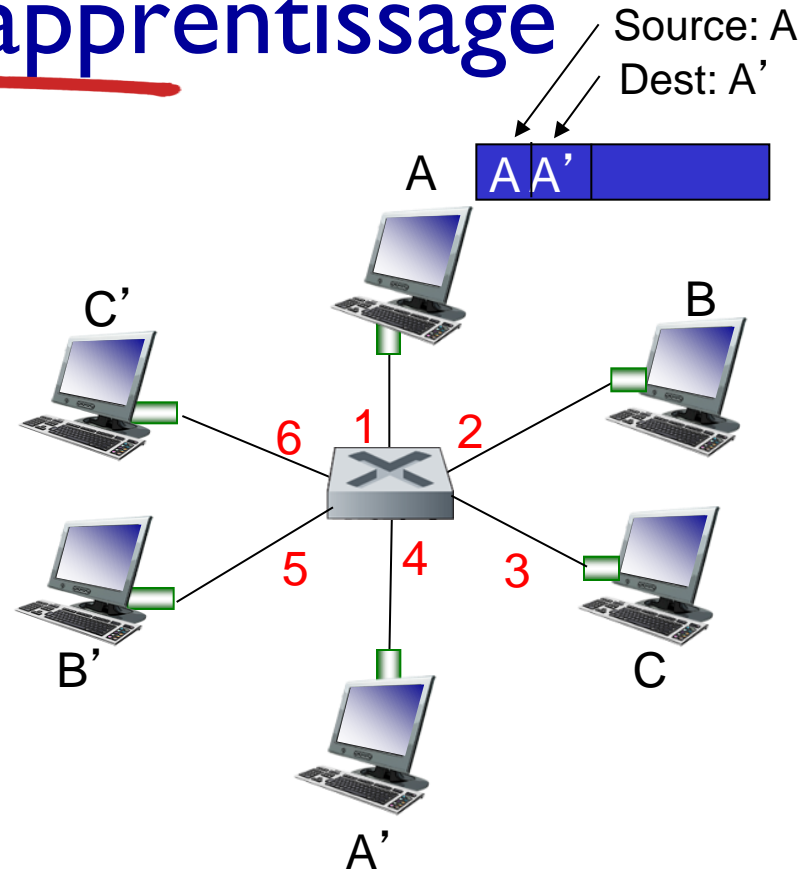 apprentissage
Source: A
Dest: A’
A
A A’
C’
B
6
1
2
5
4
3
B’
C
A’